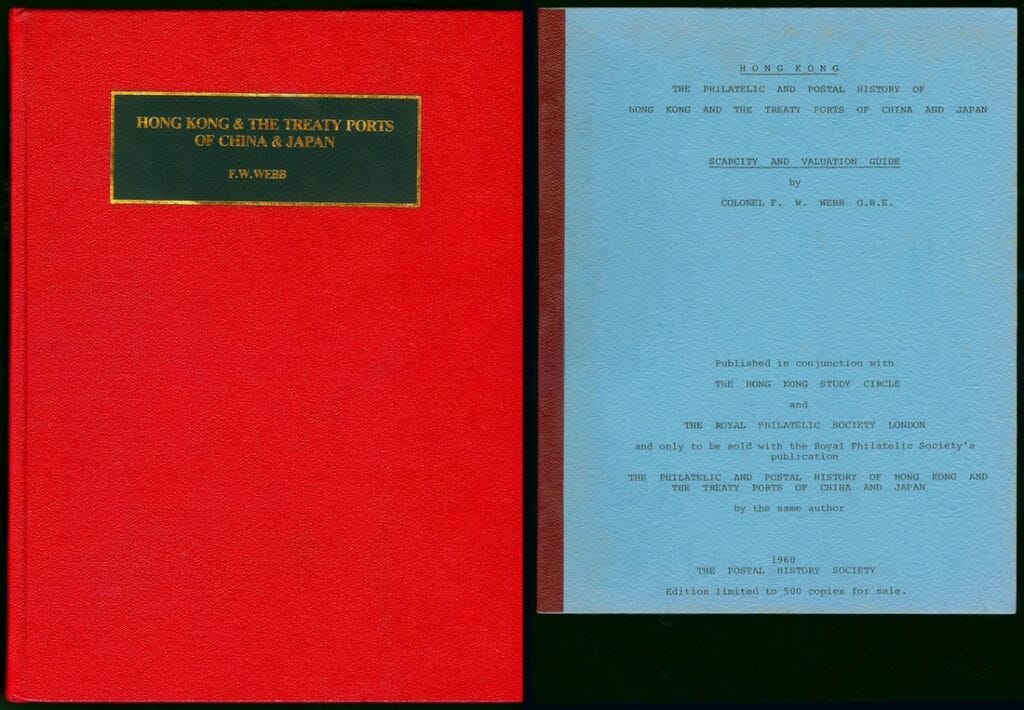 HONG KONG & THE TREATY PORTS
OF CHINA & JAPAN
F.W.WEBB
HONG KONG
THE PHILATELIC AND POSTAL HISTORY OF
HONG KONG AND THE TREATY PORTS OF CHINA AND JAPAN
SCARCITY AND VALUATION GUIDE
by
COLONEL F. W. WEBB O.B.E.
Published in conjunction with
THE HONG KONG STUDY CIRCLE
and
THE ROYAL PHILATELIC SOCIETY LONDON
and only to be sold with the Royal Philatelic Society's
publication
THE PHILATELIC AND POSTAL HISTORY OF HONG KONG AND
THE TREATY PORTS OF CHINA AND JAPAN
by the same author
1960
THE POSTAL HISTORY SOCIETY
Edition limited to 500 copies for sale.